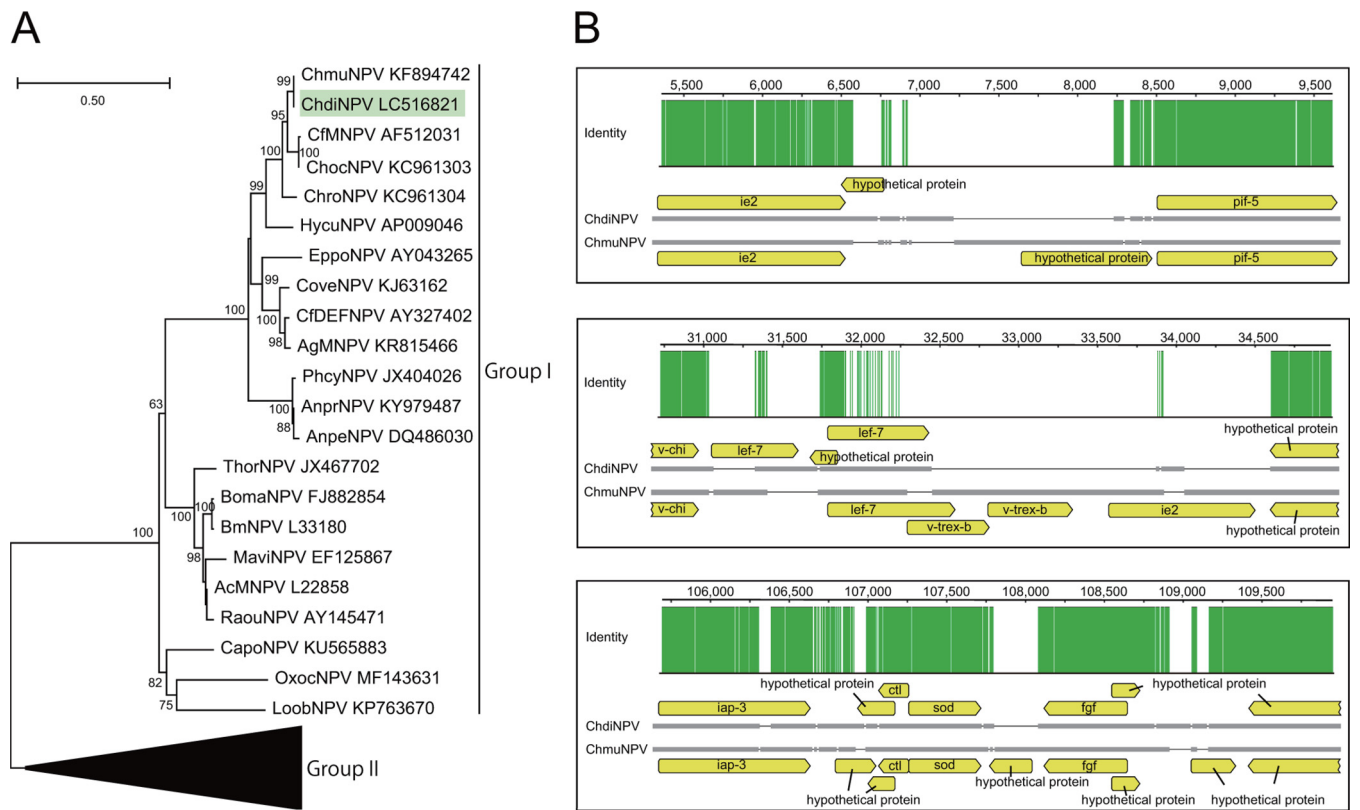 A
0.50
99
ChmuNPV KF894742
ChdiNPV LC516821
95
CfMNPV AF512031
100
100
ChocNPV KC961303
99
ChroNPV KC961304
HycuNPV AP009046
EppoNPV AY043265
99
CoveNPV KJ63162
100
CfDEFNPV AY327402
100
98
AgMNPV KR815466
Group I
PhcyNPV JX404026
63
100
AnprNPV KY979487
88
AnpeNPV DQ486030
ThorNPV JX467702
BomaNPV FJ882854
100
100
BmNPV L33180
100
98
MaviNPV EF125867
AcMNPV L22858
RaouNPV AY145471
CapoNPV KU565883
82
OxocNPV MF143631
75
LoobNPV KP763670
Group II
B
5,500 6,000 6,500 7,000 7,500 8,000 8,500 9,000 9,500
Identity
hypothetical protein
ie2 pif-5
ChdiNPV
ChmuNPV
ie2 hypothetical protein pif-5
31,000 31,500 32,000 32,500 33,000 33,500 34,000 34,500
Identity
lef-7 hypothetical protein
v-chi lef-7 hypothetical protein
ChdiNPV
ChmuNPV
v-chi lef-7 v-trex-b ie2
v-trex-b hypothetical protein
106,000 106,500 107,000 107,500 108,000 108,500 109,000 109,500
Identity
hypothetical protein ctl hypothetical protein
iap-3 sod fgf
ChdiNPV
ChmuNPV
iap-3 ctl sod fgf
hypothetical protein
hypothetical protein hypothetical protein hypothetical protein